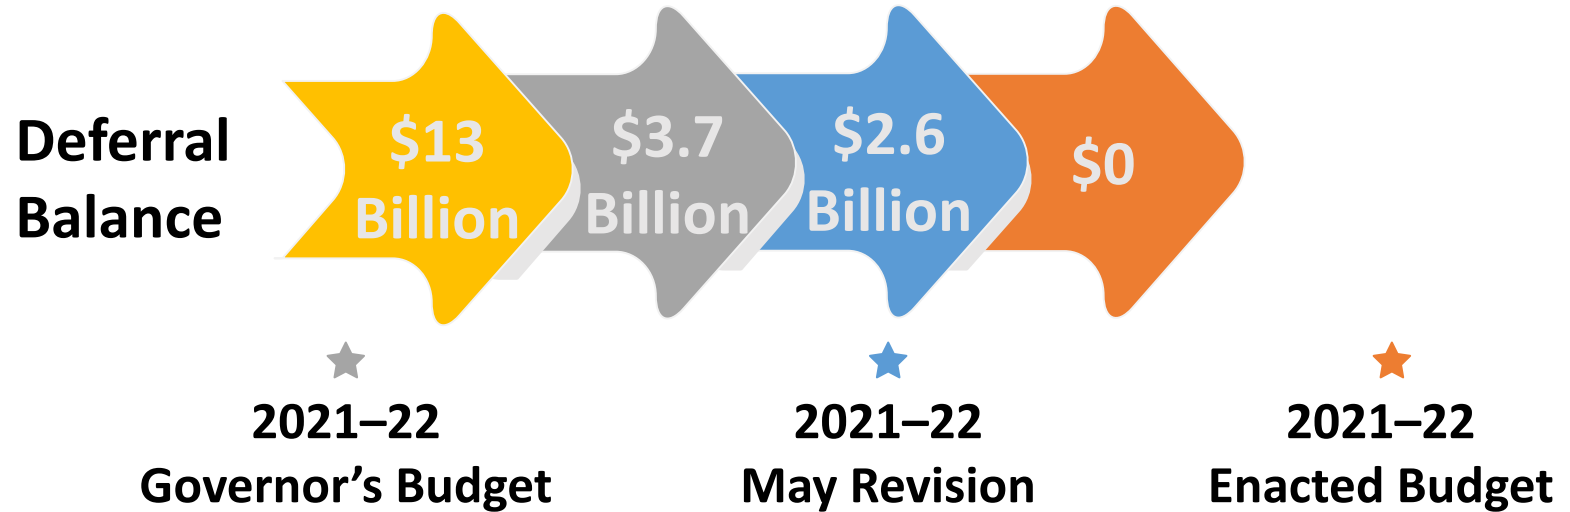 Deferral
Balance
$13
Billion
$3.7
Billion
$2.6
Billion
$0
2021–22
Governor’s Budget
2021–22
May Revision
2021–22
Enacted Budget